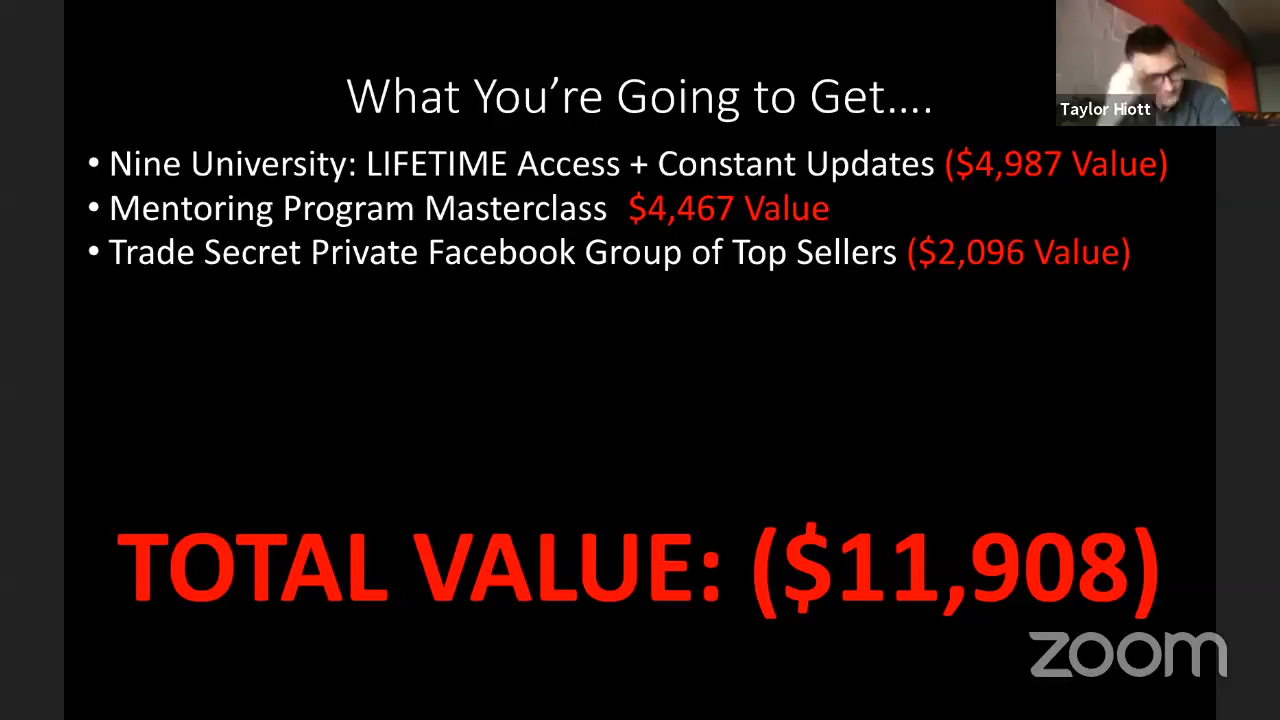 What You're Going to Get....
Taylor Hiott
• Nine University: LIFETIME Access + Constant Updates ($4,987 Value)
• Mentoring Program Masterclass $4,467 Value
• Trade Secret Private Facebook Group of Top Sellers ($2,096 Value)
TOTAL VALUE: ($11,908)
zoom